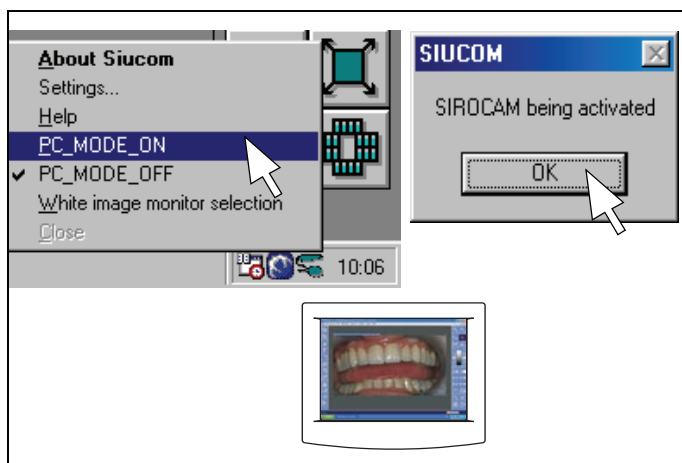 About Siucom
Settings...
Help
PC_MODE_ON
PC_MODE_OFF
White image monitor selection
Close
10:06
SIUCOM
SIROCAM being activated
OK